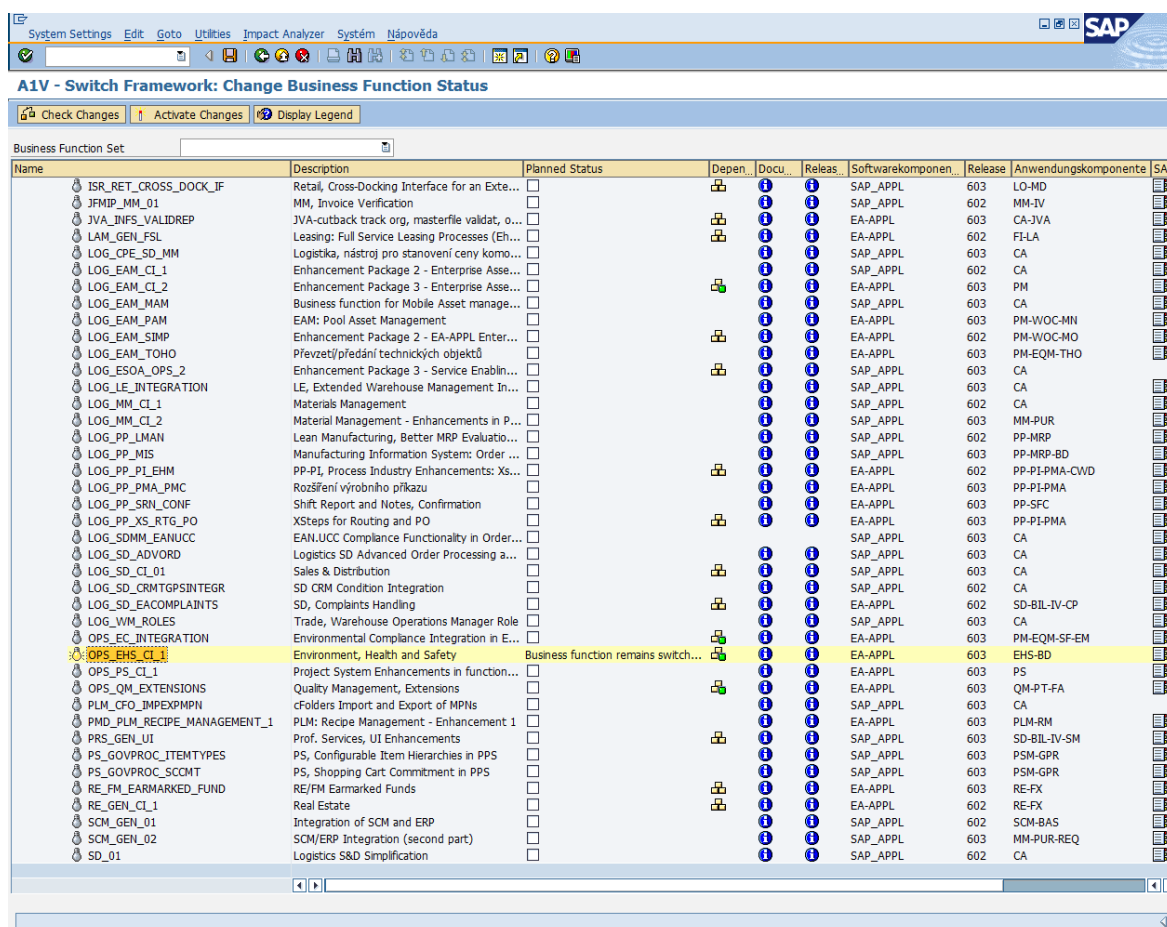 System Settings Edit Goto Utilities Impact Analyzer Systém Nápověda
SAP
A1V - Switch Framework: Change Business Function Status
Check Changes Activate Changes Display Legend
Business Function Set
Name Description Planned Status Depen... Docu... Releas... Softwarekomponen... Release Anwendungskomponente SA
ISR_RET_CROSS_DOCK_IF Retail, Cross-Docking Interface for an Exte... SAP_APPL 603 LO-MD
JFMIP_MM_01 MM, Invoice Verification SAP_APPL 602 MM-IV
JVA_INFS_VALIDREP JVA-cutback track org, masterfile validat, o... EA-APPL 603 CA-JVA
LAM_GEN_FSL Leasing: Full Service Leasing Processes (Eh... EA-APPL 602 FI-LA
LOG_CPE_SD_MM Logistika, nástroj pro stanovení ceny komo... SAP_APPL 603 CA
LOG_EAM_CI_1 Enhancement Package 2 - Enterprise Asse... SAP_APPL 602 CA
LOG_EAM_CI_2 Enhancement Package 3 - Enterprise Asse... EA-APPL 603 PM
LOG_EAM_MAM Business function for Mobile Asset manage... SAP_APPL 603 CA
LOG_EAM_PAM EAM: Pool Asset Management EA-APPL 603 PM-WOC-MN
LOG_EAM_SIMP Enhancement Package 2 - EA-APPL Enter... EA-APPL 602 PM-WOC-MO
LOG_EAM_TOHO Převzetí/předání technických objektů EA-APPL 603 PM-EQM-THO
LOG_ESOA_OPS_2 Enhancement Package 3 - Service Enablin... SAP_APPL 603 CA
LOG_LE_INTEGRATION LE, Extended Warehouse Management In... SAP_APPL 603 CA
LOG_MM_CI_1 Materials Management SAP_APPL 602 CA
LOG_MM_CI_2 Material Management - Enhancements in P... SAP_APPL 603 MM-PUR
LOG_PP_LMAN Lean Manufacturing, Better MRP Evaluatio... SAP_APPL 602 PP-MRP
LOG_PP_MIS Manufacturing Information System: Order ... SAP_APPL 603 PP-MRP-BD
LOG_PP_PI_EHM PP-PI, Process Industry Enhancements: Xs... EA-APPL 602 PP-PI-PMA-CWD
LOG_PP_PMA_PMC Rozšíření výrobního příkazu EA-APPL 603 PP-PI-PMA
LOG_PP_SRN_CONF Shift Report and Notes, Confirmation EA-APPL 603 PP-SFC
LOG_PP_XS_RTG_PO XSteps for Routing and PO EA-APPL 603 PP-PI-PMA
LOG_SDMM_EANUCC EAN.UCC Compliance Functionality in Order... SAP_APPL 603 CA
LOG_SD_ADVORD Logistics SD Advanced Order Processing a... SAP_APPL 603 CA
LOG_SD_CI_01 Sales & Distribution SAP_APPL 602 CA
LOG_SD_CRMTGPSINTEGR SD CRM Condition Integration SAP_APPL 602 CA
LOG_SD_EACOMPLAINTS SD, Complaints Handling EA-APPL 602 SD-BIL-IV-CP
LOG_WM_ROLES Trade, Warehouse Operations Manager Role SAP_APPL 603 CA
OPS_EC_INTEGRATION Environmental Compliance Integration in E... EA-APPL 603 PM-EQM-SF-EM
OPS_EHS_CI_1 Environment, Health and Safety Business function remains switch... EA-APPL 603 EHS-BD
OPS_PS_CI_1 Project System Enhancements in function... EA-APPL 603 PS
OPS_QM_EXTENSIONS Quality Management, Extensions EA-APPL 603 QM-PT-FA
PLM_CFO_IMPEXPMPN cFolders Import and Export of MPNs SAP_APPL 603 CA
PMD_PLM_RECIPE_MANAGEMENT_1 PLM: Recipe Management - Enhancement 1 EA-APPL 603 PLM-RM
PRS_GEN_UI Prof. Services, UI Enhancements EA-APPL 603 SD-BIL-IV-SM
PS_GOVPROC_ITEMTYPES PS, Configurable Item Hierarchies in PPS SAP_APPL 603 PSM-GPR
PS_GOVPROC_SCCMT PS, Shopping Cart Commitment in PPS SAP_APPL 603 PSM-GPR
RE_FM_EARMARKED_FUND RE/FM Earmarked Funds EA-APPL 603 RE-FX
RE_GEN_CI_1 Real Estate EA-APPL 602 RE-FX
SCM_GEN_01 Integration of SCM and ERP SAP_APPL 602 SCM-BAS
SCM_GEN_02 SCM/ERP Integration (second part) SAP_APPL 603 MM-PUR-REQ
SD_01 Logistics S&D Simplification SAP_APPL 602 CA